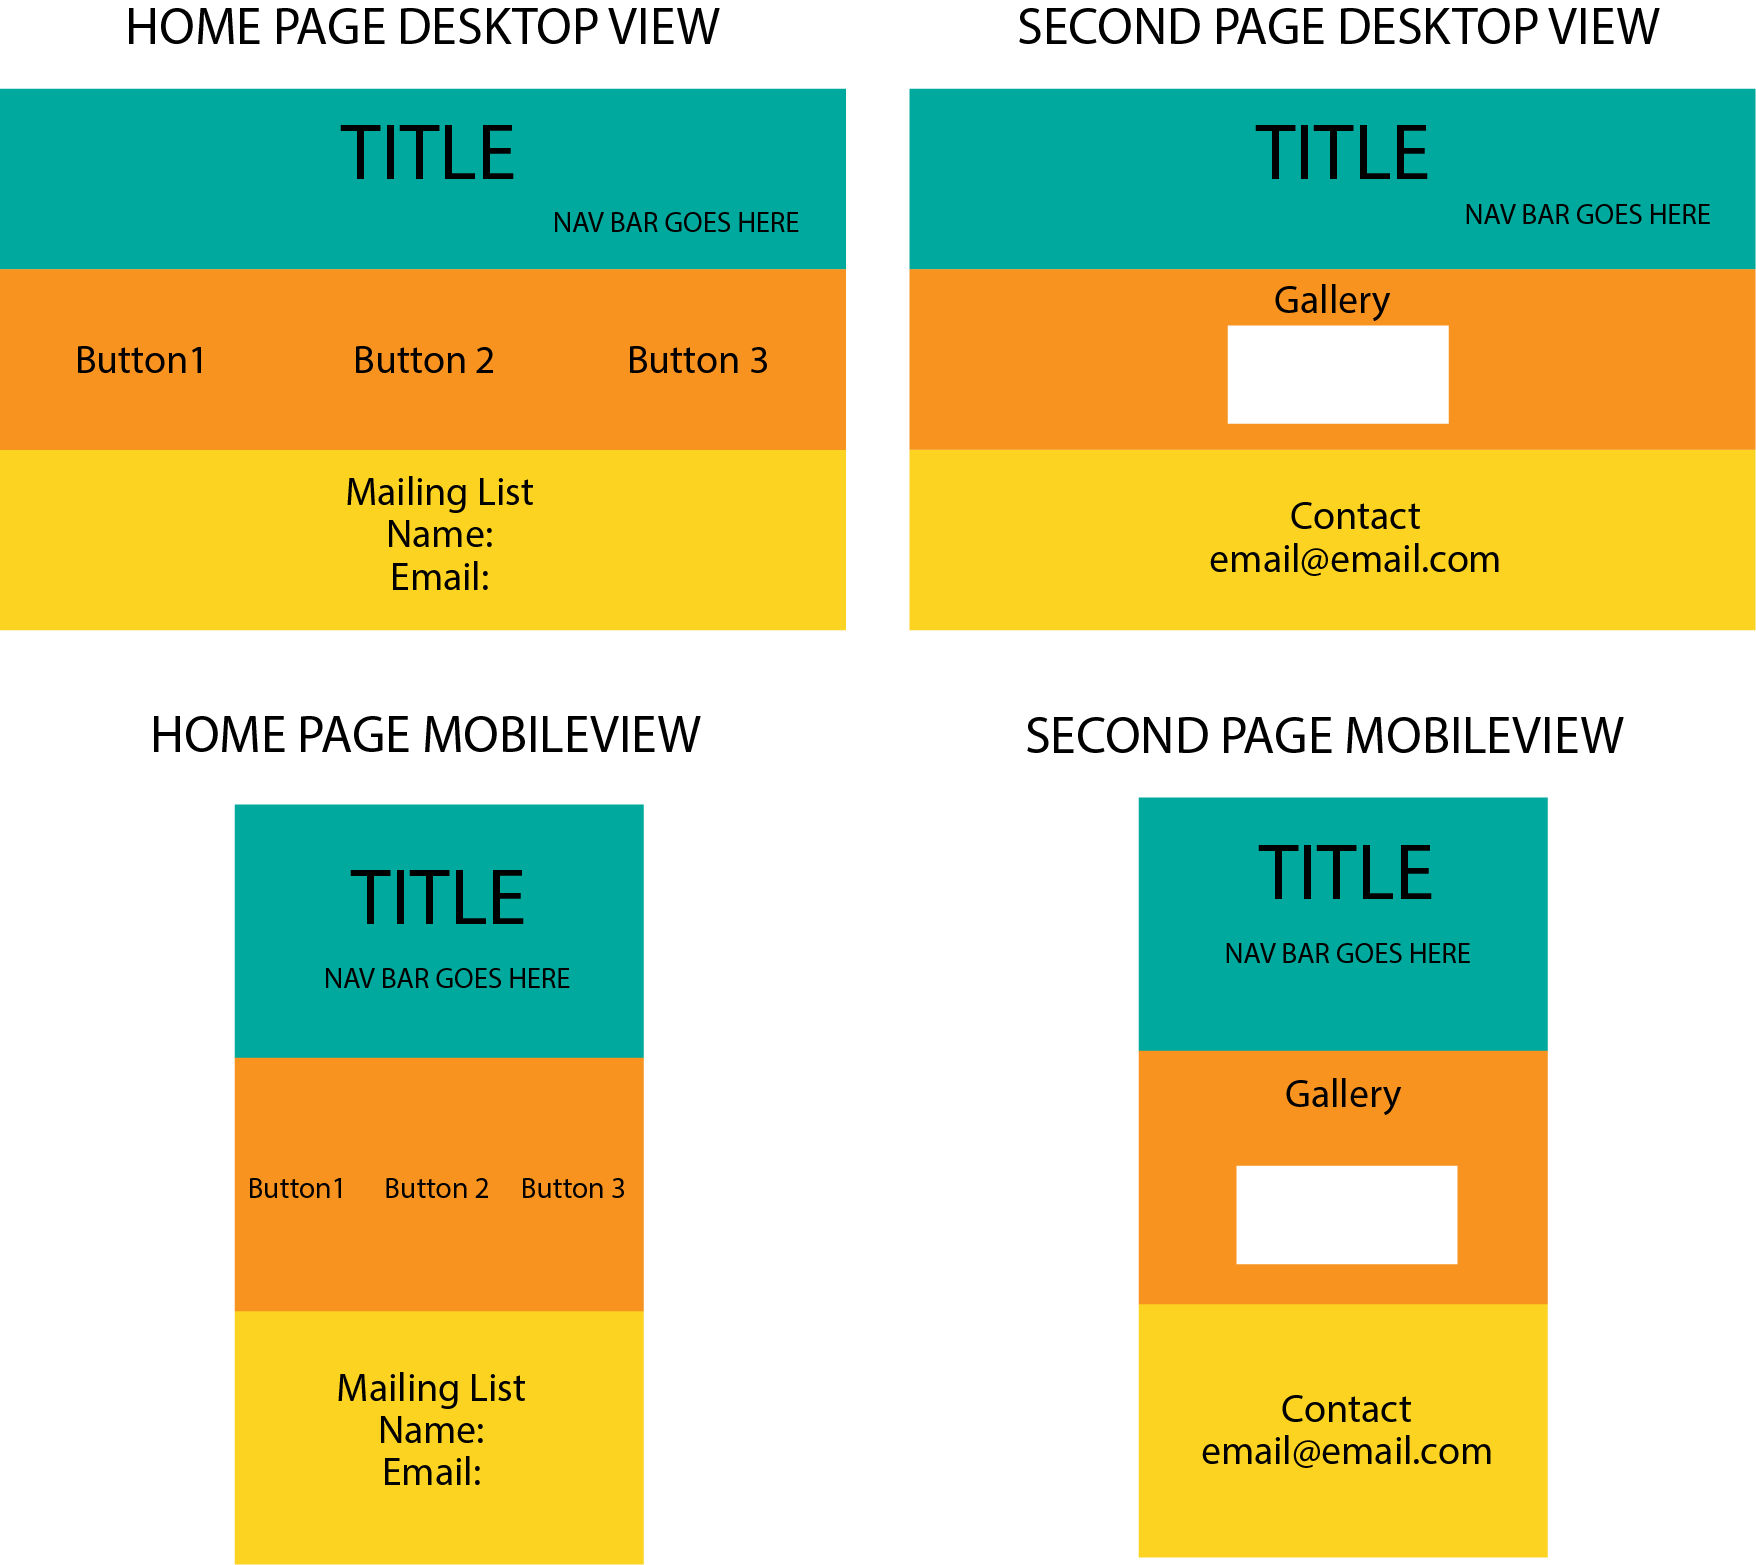 HOME PAGE DESKTOP VIEW
TITLE
NAV BAR GOES HERE
Button1
Button 2
Button 3
Mailing List
Name:
Email:
SECOND PAGE DESKTOP VIEW
TITLE
NAV BAR GOES HERE
Gallery
Contact
email@email.com
HOME PAGE MOBILEVIEW
TITLE
NAV BAR GOES HERE
Button1
Button 2
Button 3
Mailing List
Name:
Email:
SECOND PAGE MOBILEVIEW
TITLE
NAV BAR GOES HERE
Gallery
Contact
email@email.com